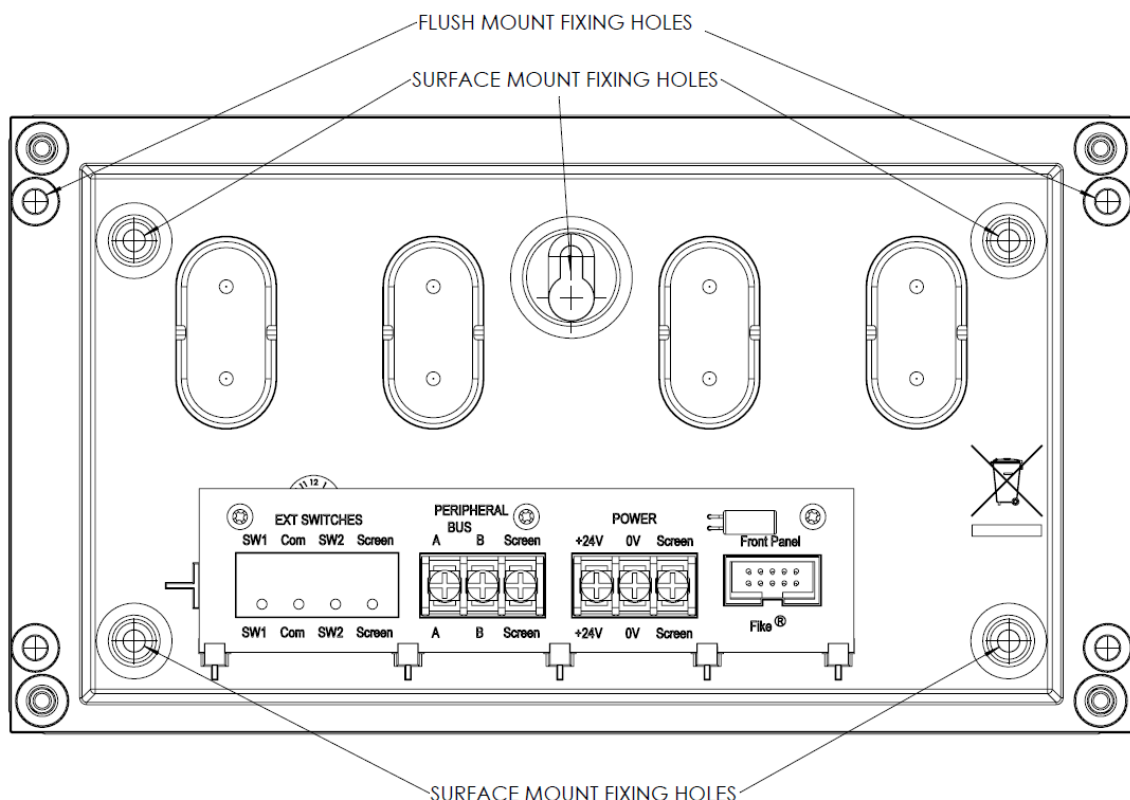 FLUSH MOUNT FIXING HOLES
SURFACE MOUNT FIXING HOLES
12
EXT SWITCHES
SW1 Com SW2 Screen
SW1 Com SW2 Screen
PERIPHERAL
BUS
A B Screen
A B Screen
POWER
+24V 0V Screen
+24V 0V Screen
Front Panel
Fike ®
SURFACE MOUNT FIXING HOLES